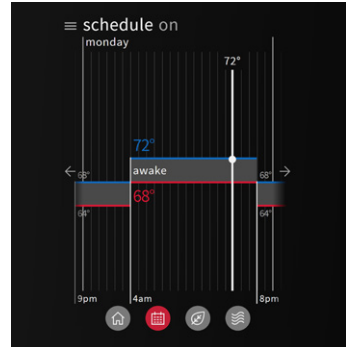 schedule on
monday
72°
72°
awake
68° 68°
68°
64° 64°
9pm 4am 8pm